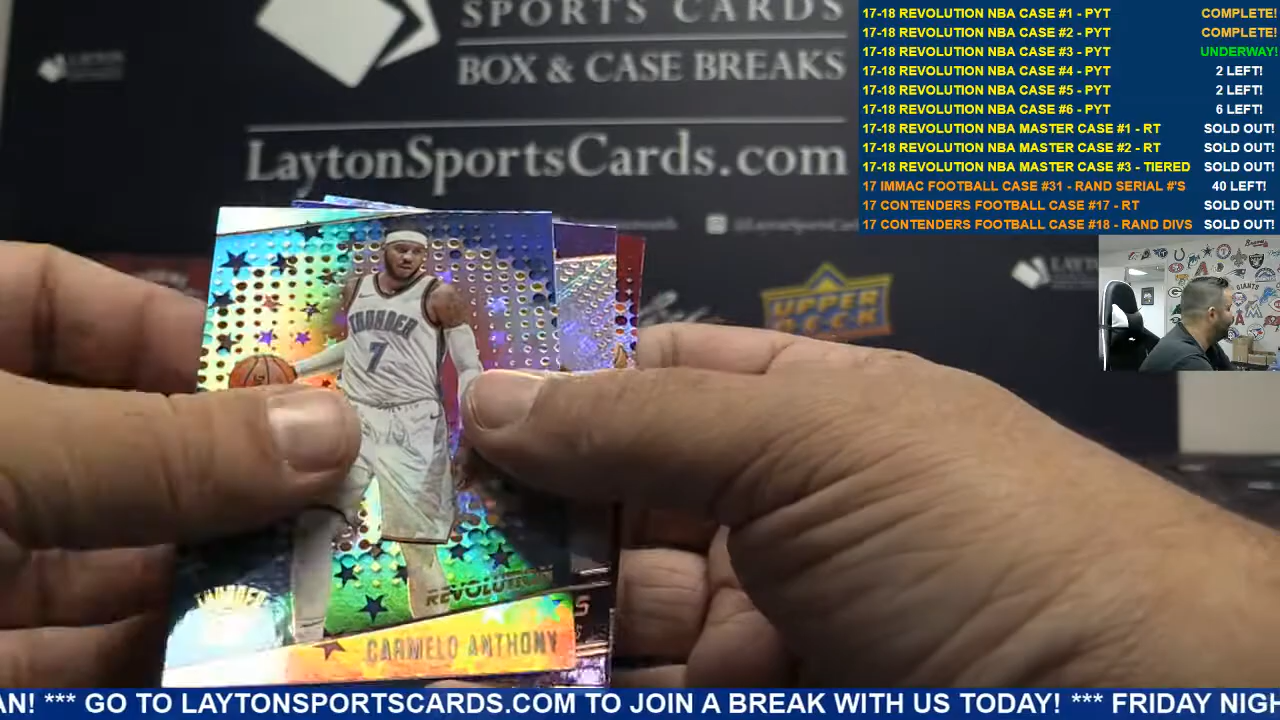 SPORTS CARDS
BOX & CASE BREAKS
LaytonSportsCards.com
17-18 REVOLUTION NBA CASE #1 - PYT COMPLETE!
17-18 REVOLUTION NBA CASE #2 - PYT COMPLETE!
17-18 REVOLUTION NBA CASE #3 - PYT UNDERWAY!
17-18 REVOLUTION NBA CASE #4 - PYT 2 LEFT!
17-18 REVOLUTION NBA CASE #5 - PYT 2 LEFT!
17-18 REVOLUTION NBA CASE #6 - PYT 6 LEFT!
17-18 REVOLUTION NBA MASTER CASE #1 - RT SOLD OUT!
17-18 REVOLUTION NBA MASTER CASE #2 - RT SOLD OUT!
17-18 REVOLUTION NBA MASTER CASE #3 - TIERED SOLD OUT!
17 IMMAC FOOTBALL CASE #31 - RAND SERIAL #'S 40 LEFT!
17 CONTENDERS FOOTBALL CASE #17 - RT SOLD OUT!
17 CONTENDERS FOOTBALL CASE #18 - RAND DIVS SOLD OUT!
UPPER DECK
GIANTS
THUNDER
7
REVOLUTION
THUNDER
CARMELO ANTHONY
AN! *** GO TO LAYTONSPORTSCARDS.COM TO JOIN A BREAK WITH US TODAY! *** FRIDAY NIGH